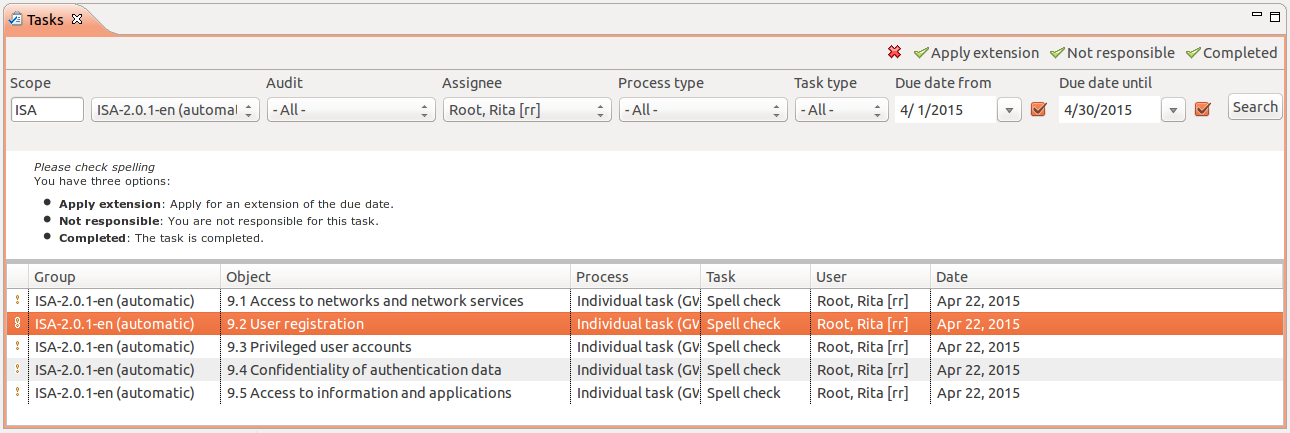 Tasks
Apply extension Not responsible Completed
Scope Audit Assignee Process type Task type Due date from Due date until
ISA ISA-2.0.1-en (automat - All - Root, Rita [rr] - All - - All - 4/ 1/2015 4/30/2015 Search
Please check spelling
You have three options:
Apply extension: Apply for an extension of the due date.
Not responsible: You are not responsible for this task.
Completed: The task is completed.
Group Object Process Task User Date
ISA-2.0.1-en (automatic) 9.1 Access to networks and network services Individual task (GW Spell check Root, Rita [rr] Apr 22, 2015
ISA-2.0.1-en (automatic) 9.2 User registration Individual task (GW Spell check Root, Rita [rr] Apr 22, 2015
ISA-2.0.1-en (automatic) 9.3 Privileged user accounts Individual task (GW Spell check Root, Rita [rr] Apr 22, 2015
ISA-2.0.1-en (automatic) 9.4 Confidentiality of authentication data Individual task (GW Spell check Root, Rita [rr] Apr 22, 2015
ISA-2.0.1-en (automatic) 9.5 Access to information and applications Individual task (GW Spell check Root, Rita [rr] Apr 22, 2015